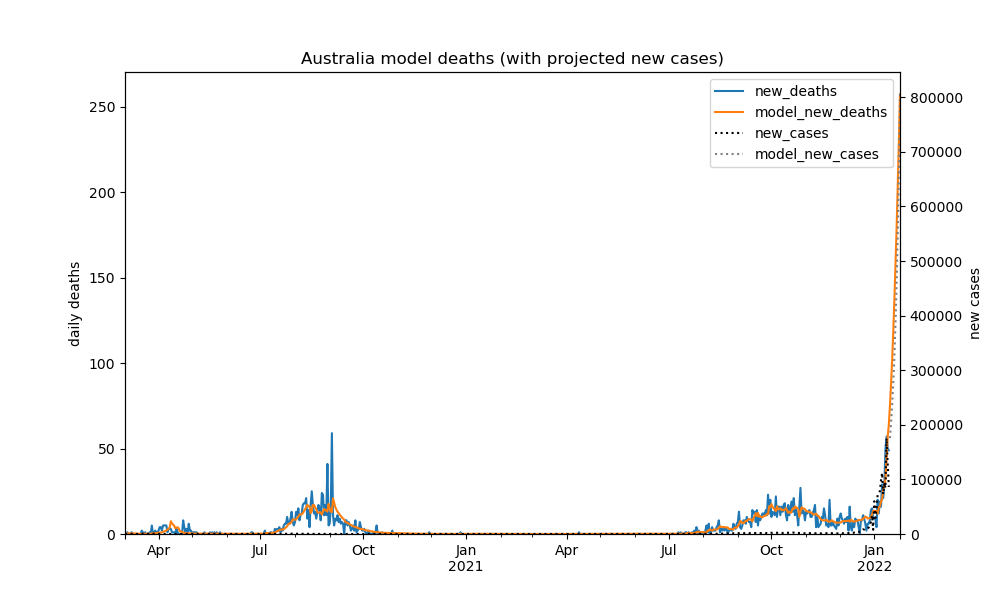 Australia model deaths (with projected new cases)
new_deaths
model_new_deaths
new_cases
model_new_cases
daily deaths
250
200
150
100
50
0
800000
700000
600000
500000
400000
300000
200000
100000
0
new cases
Apr
Jul
Oct
Jan
2021
Apr
Jul
Oct
Jan
2022